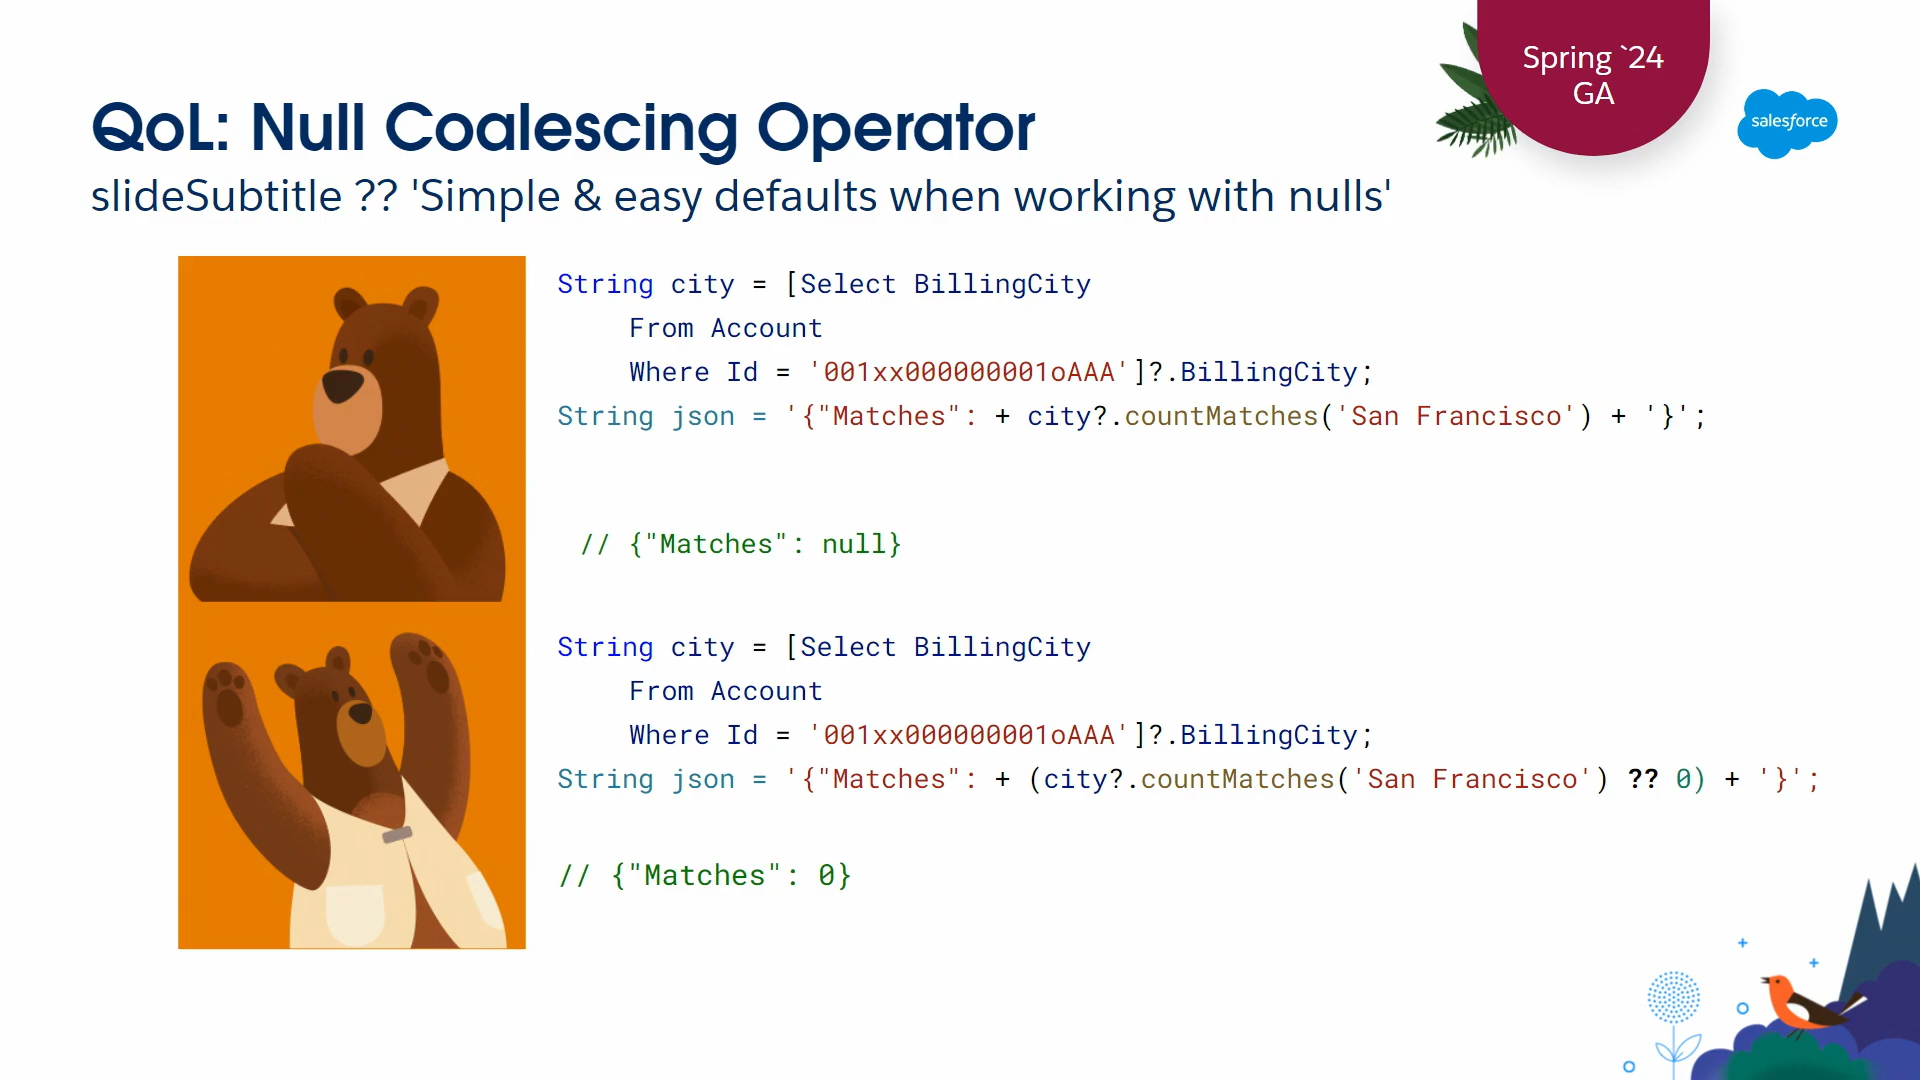 Spring `24
GA
salesforce
QoL: Null Coalescing Operator
slideSubtitle ?? 'Simple & easy defaults when working with nulls'
String city = [Select BillingCity
From Account
Where Id = '001xx000000001oAAA']?.BillingCity;
String json = '{"Matches": + city?.countMatches('San Francisco') + '}';
// {"Matches": null}
String city = [Select BillingCity
From Account
Where Id = '001xx000000001oAAA']?.BillingCity;
String json = '{"Matches": + (city?.countMatches('San Francisco') ?? 0) + '}';
// {"Matches": 0}